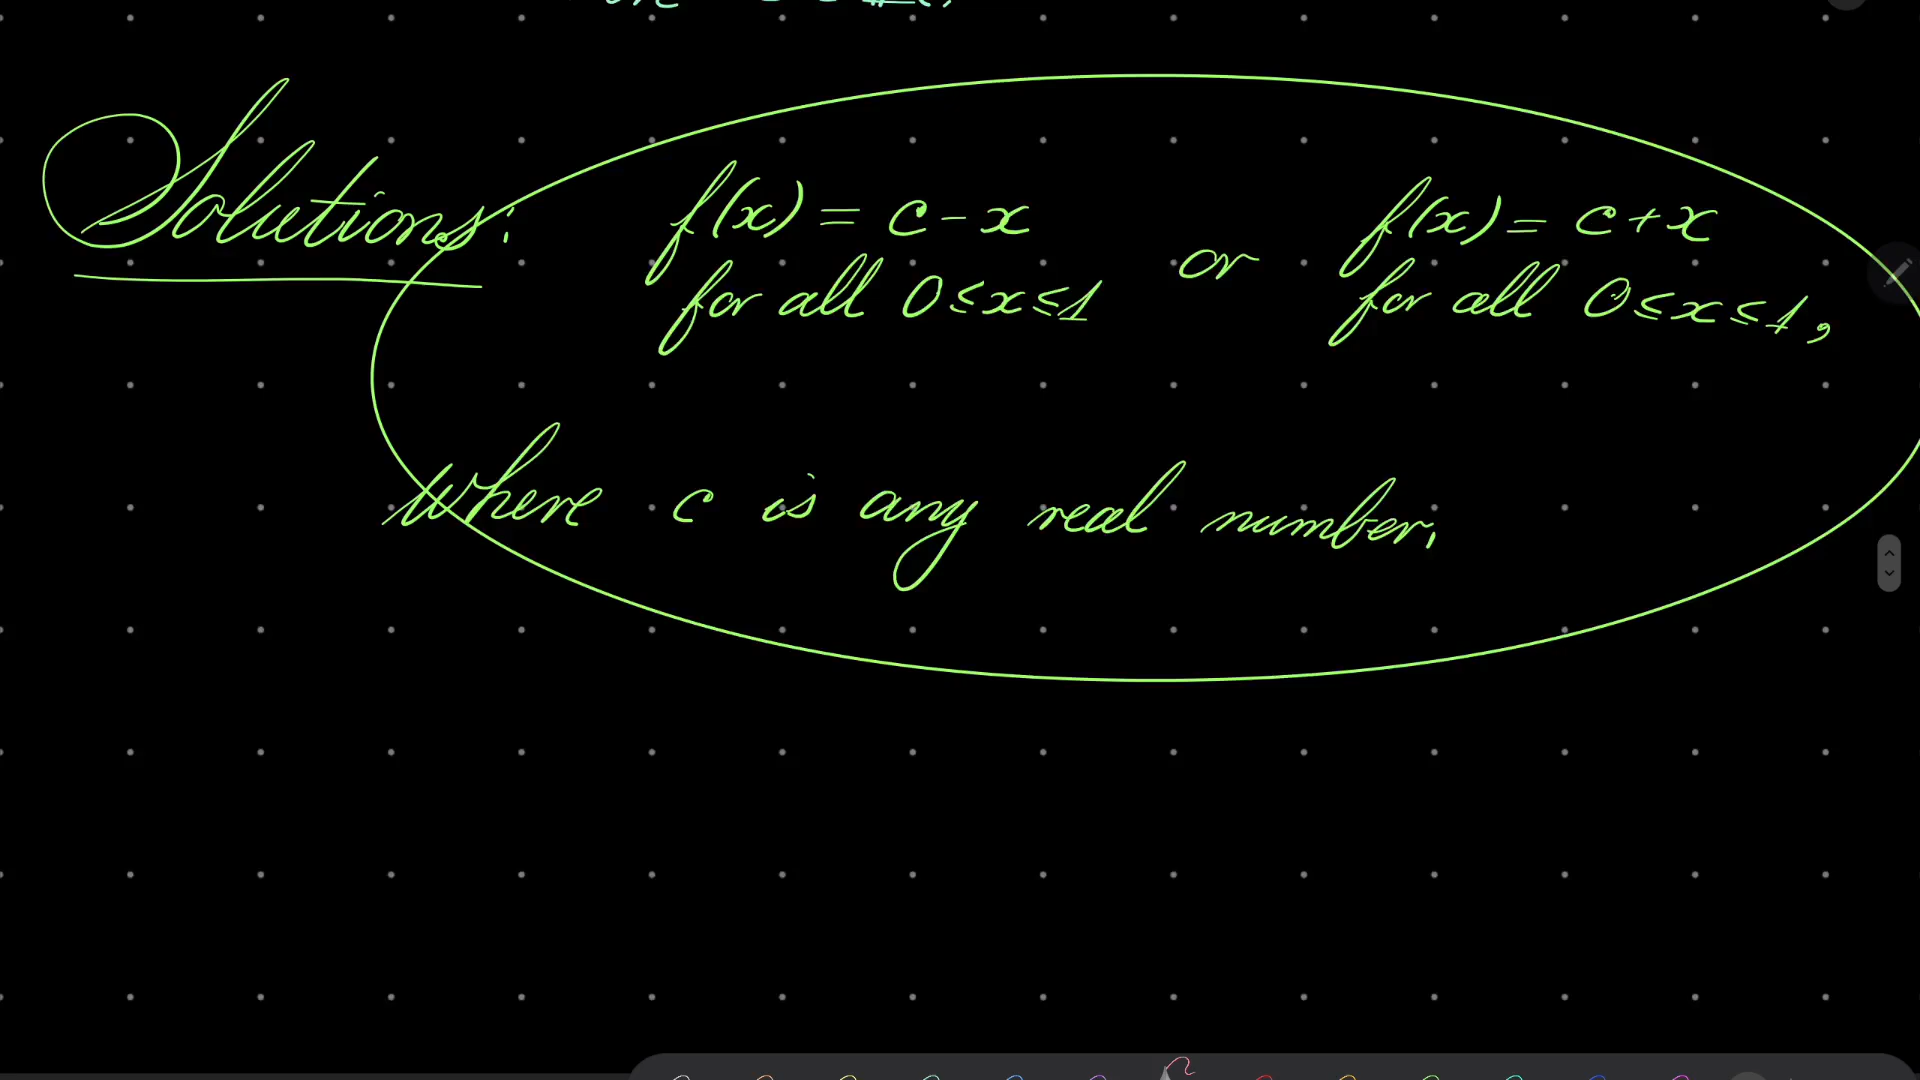 Solutions:
f(x) = c - x or f(x) = c + x
for all 0 ≤ x ≤ 1 for all 0 ≤ x ≤ 1,
where c is any real number.